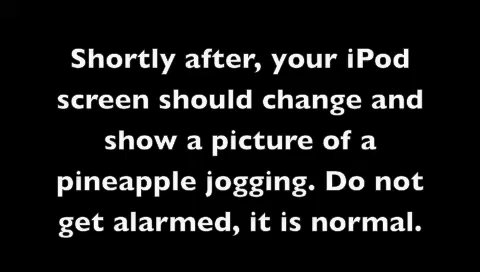 Shortly after, your iPod
screen should change and
show a picture of a
pineapple jogging. Do not
get alarmed, it is normal.